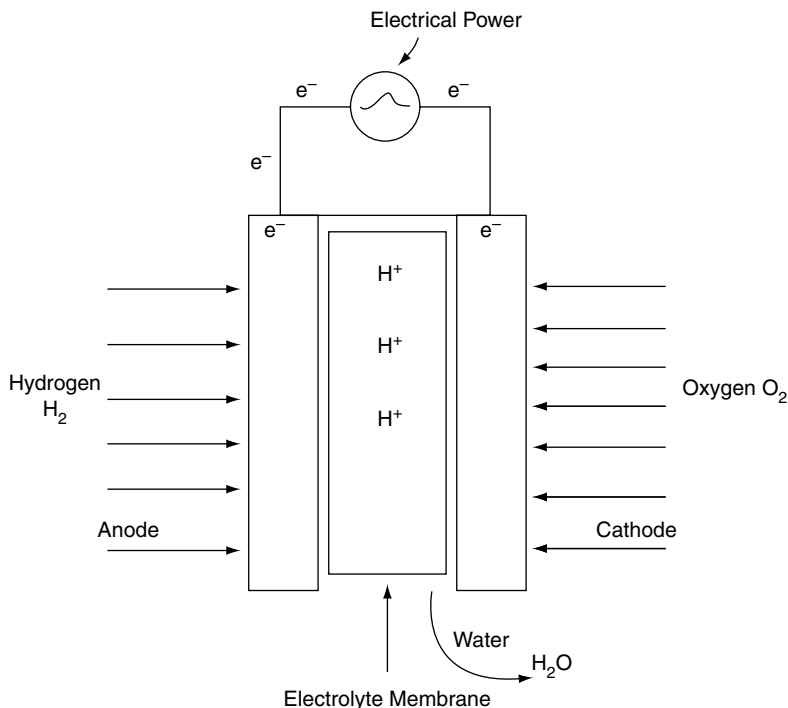 Electrical Power
e⁻
e⁻
e⁻
e⁻
e⁻
H⁺
H⁺
H⁺
Hydrogen
H₂
Oxygen O₂
Anode
Cathode
Water
H₂O
Electrolyte Membrane